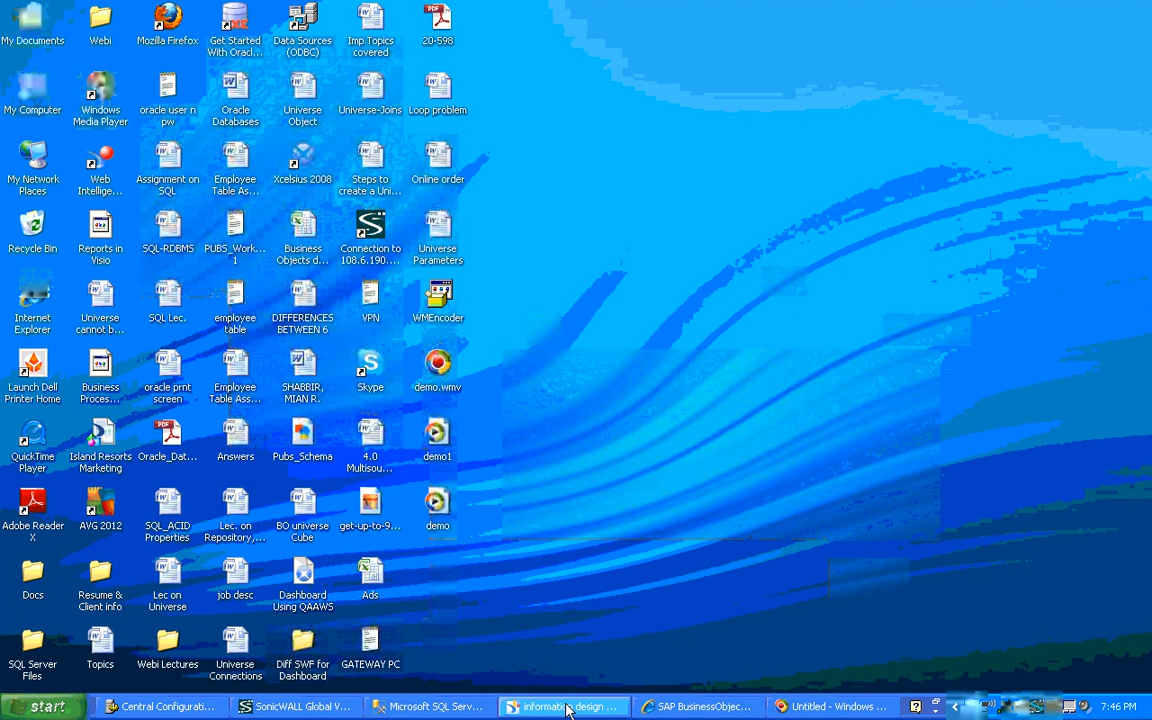 My Documents
Webi
Mozilla Firefox
Get Started
With Oracl...
Data Sources
(ODBC)
Imp Topics
covered
20-598
My Computer
Windows
Media Player
oracle user n
pw
Oracle
Databases
Universe
Object
Universe-Joins
Loop problem
My Network
Places
Web
Intellige...
Assignment on
SQL
Employee
Table Ass...
Xcelsius 2008
Steps to
create a Uni...
Online order
Recycle Bin
Reports in
Visio
SQL-RDBMS
PUBS_Work...
1
Business
Objects d...
Connection to
108.6.190....
Universe
Parameters
Internet
Explorer
Universe
cannot b...
SQL Lec.
employee
table
DIFFERENCES
BETWEEN 6
VPN
WMEncoder
Launch Dell
Printer Home
Business
Proces...
oracle prnt
screen
Employee
Table Ass...
SHABBIR,
MIAN R.
Skype
demo.wmv
QuickTime
Player
Island Resorts
Marketing
Oracle_Dat...
Answers
Pubs_Schema
4.0
Multisou...
demo1
Adobe Reader
X
AVG 2012
SQL_ACID
Properties
Lec. on
Repository,...
BO universe
Cube
get-up-to-9...
demo
Docs
Resume &
Client info
Lec on
Universe
job desc
Dashboard
Using QAAWS
Ads
SQL Server
Files
Topics
Webi Lectures
Universe
Connections
Diff SWF for
Dashboard
GATEWAY PC
start
Central Configurati...
SonicWALL Global V...
Microsoft SQL Serv...
information design ...
SAP BusinessObjec...
Untitled - Windows ...
7:46 PM